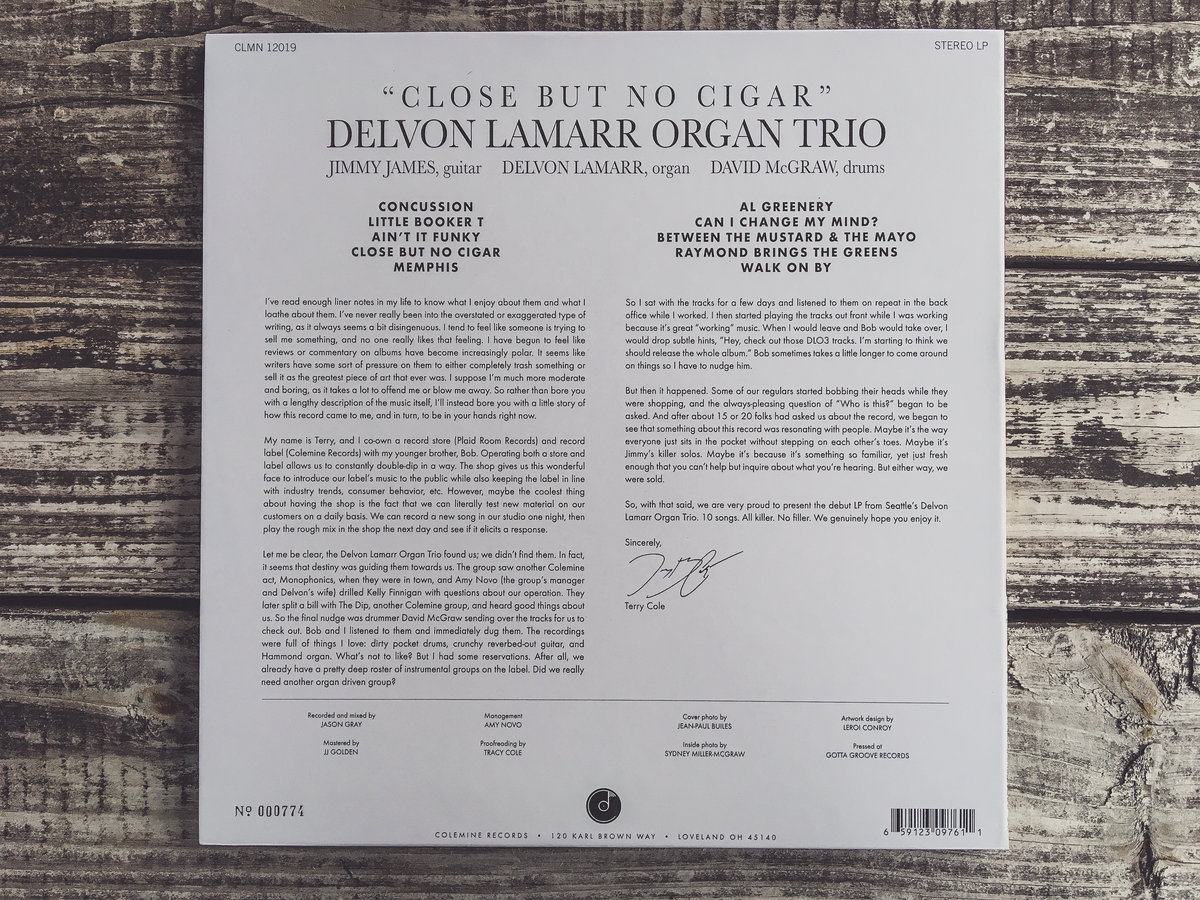 CLMN 12019
STEREO LP
“CLOSE BUT NO CIGAR”
DELVON LAMARR ORGAN TRIO
JIMMY JAMES, guitar DELVON LAMARR, organ DAVID McGRAW, drums
CONCUSSION
LITTLE BOOKER T
AIN'T IT FUNKY
CLOSE BUT NO CIGAR
MEMPHIS
AL GREENERY
CAN I CHANGE MY MIND?
BETWEEN THE MUSTARD & THE MAYO
RAYMOND BRINGS THE GREENS
WALK ON BY
I've read enough liner notes in my life to know what I enjoy about them and what I
loathe about them. I've never really been into the overstated or exaggerated type of
writing, as it always seems a bit disingenuous. I tend to feel like someone is trying to
sell me something, and no one really likes that feeling. I have begun to feel like
reviews or commentary on albums have become increasingly polar. It seems like
writers have some sort of pressure on them to either completely trash something or
sell it as the greatest piece of art that ever was. I suppose I'm much more moderate
and boring, as it takes a lot to offend me or blow me away. So rather than bore you
with a lengthy description of the music itself, I'll instead bore you with a little story of
how this record came to me, and in turn, to be in your hands right now.
My name is Terry, and I co-own a record store (Plaid Room Records) and record
label (Colemine Records) with my younger brother, Bob. Operating both a store and
label allows us to constantly double-dip in a way. The shop gives us this wonderful
face to introduce our label's music to the public while also keeping the label in line
with industry trends, consumer behavior, etc. However, maybe the coolest thing
about having the shop is the fact that we can literally test new material on our
customers on a daily basis. We can record a new song in our studio one night, then
play the rough mix in the shop the next day and see if it elicits a response.
Let me be clear, the Delvon Lamarr Organ Trio found us; we didn't find them. In fact,
it seems that destiny was guiding them towards us. The group saw another Colemine
act, Monophonics, when they were in town, and Amy Novo (the group's manager
and Delvon's wife) drilled Kelly Finnigan with questions about our operation. They
later split a bill with The Dip, another Colemine group, and heard good things about
us. So the final nudge was drummer David McGraw sending over the tracks for us to
check out. Bob and I listened to them and immediately dug them. The recordings
were full of things I love: dirty pocket drums, crunchy reverbed-out guitar, and
Hammond organ. What's not to like? But I had some reservations. After all, we
already have a pretty deep roster of instrumental groups on the label. Did we really
need another organ driven group?
So I sat with the tracks for a few days and listened to them on repeat in the back
office while I worked. I then started playing the tracks out front while I was working
because it's great “working” music. When I would leave and Bob would take over, I
would drop subtle hints, “Hey, check out those DLO3 tracks. I'm starting to think we
should release the whole album.” Bob sometimes takes a little longer to come around
on things so I have to nudge him.
But then it happened. Some of our regulars started bobbing their heads while they
were shopping, and the always-pleasing question of “Who is this?” began to be
asked. And after about 15 or 20 folks had asked us about the record, we began to
see that something about this record was resonating with people. Maybe it's the way
everyone just sits in the pocket without stepping on each other's toes. Maybe it's
Jimmy's killer solos. Maybe it's because it's something so familiar, yet just fresh
enough that you can't help but inquire about what you're hearing. But either way, we
were sold.
So, with that said, we are very proud to present the debut LP from Seattle's Delvon
Lamarr Organ Trio. 10 songs. All killer. No filler. We genuinely hope you enjoy it.
Sincerely,
Terry Cole
Recorded and mixed by
JASON GRAY
Management
AMY NOVO
Cover photo by
JEAN-PAUL BUILES
Artwork design by
LEROI CONROY
Mastered by
JJ GOLDEN
Proofreading by
TRACY COLE
Inside photo by
SYDNEY MILLER-MCGRAW
Pressed at
GOTTA GROOVE RECORDS
Nº 000774
COLEMINE RECORDS • 120 KARL BROWN WAY • LOVELAND OH 45140
6 59123 09761 1